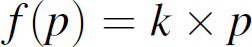 f(p) = k × p